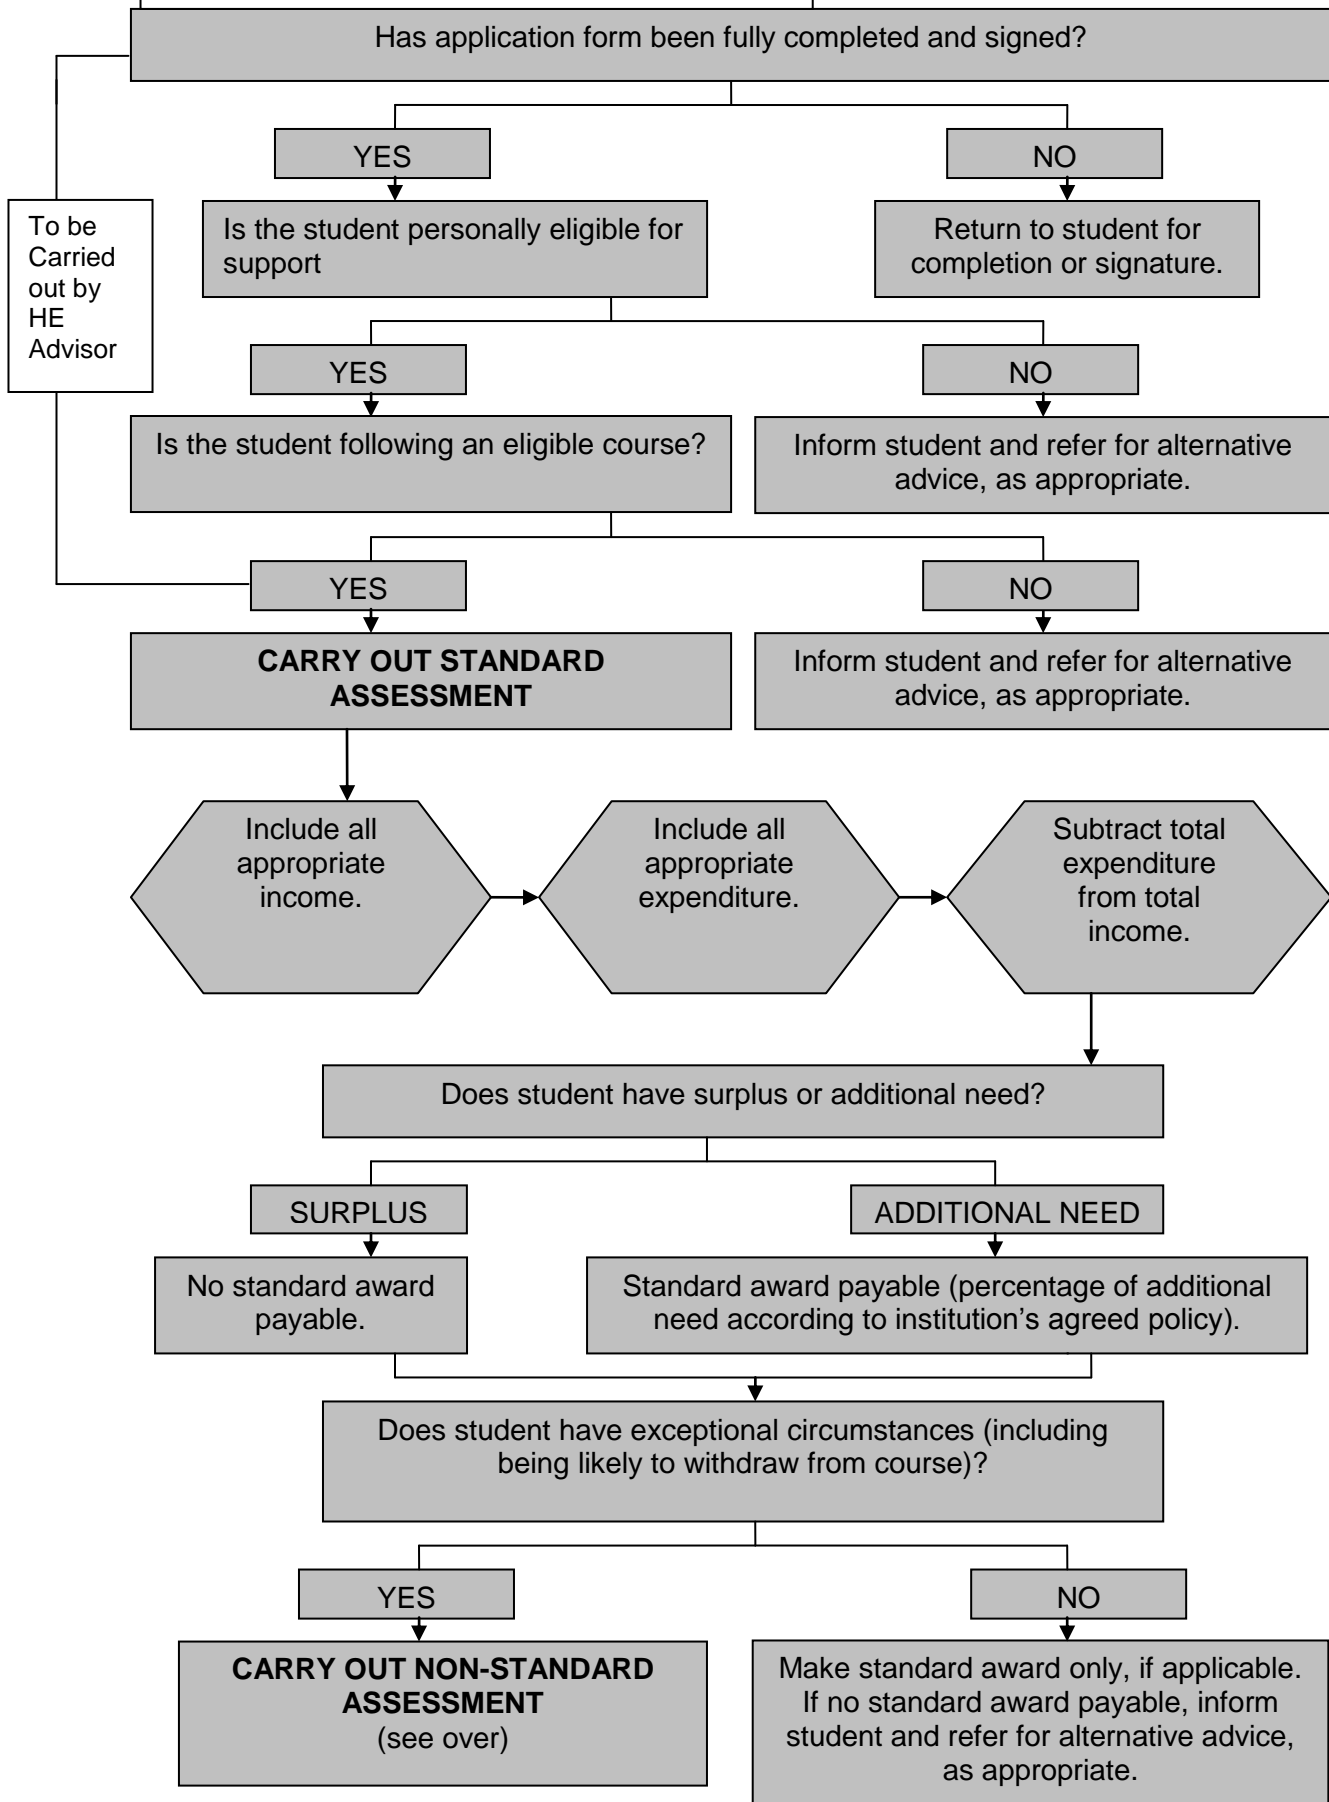 Has application form been fully completed and signed?
YES
NO
To be
Carried
out by
HE
Advisor
Is the student personally eligible for
support
Return to student for
completion or signature.
YES
NO
Is the student following an eligible course?
Inform student and refer for alternative
advice, as appropriate.
YES
NO
CARRY OUT STANDARD
ASSESSMENT
Inform student and refer for alternative
advice, as appropriate.
Include all
appropriate
income.
Include all
appropriate
expenditure.
Subtract total
expenditure
from total
income.
Does student have surplus or additional need?
SURPLUS
ADDITIONAL NEED
No standard award
payable.
Standard award payable (percentage of additional
need according to institution’s agreed policy).
Does student have exceptional circumstances (including
being likely to withdraw from course)?
YES
NO
CARRY OUT NON-STANDARD
ASSESSMENT
(see over)
Make standard award only, if applicable.
If no standard award payable, inform
student and refer for alternative advice,
as appropriate.